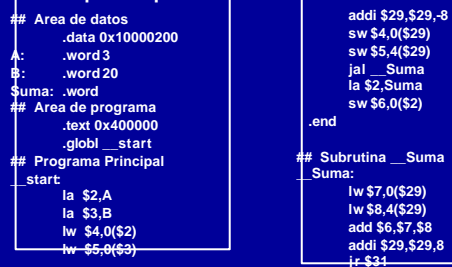 ## Area de datos
.data 0x10000200
A: .word 3
B: .word 20
Suma: .word
## Area de programa
.text 0x400000
.globl __start
## Programa Principal
__start:
la $2,A
la $3,B
lw $4,0($2)
lw $5,0($3)
addi $29,$29,-8
sw $4,0($29)
sw $5,4($29)
jal __Suma
la $2,Suma
sw $6,0($2)
.end
## Subrutina __Suma
__Suma:
lw $7,0($29)
lw $8,4($29)
add $6,$7,$8
addi $29,$29,8
jr $31